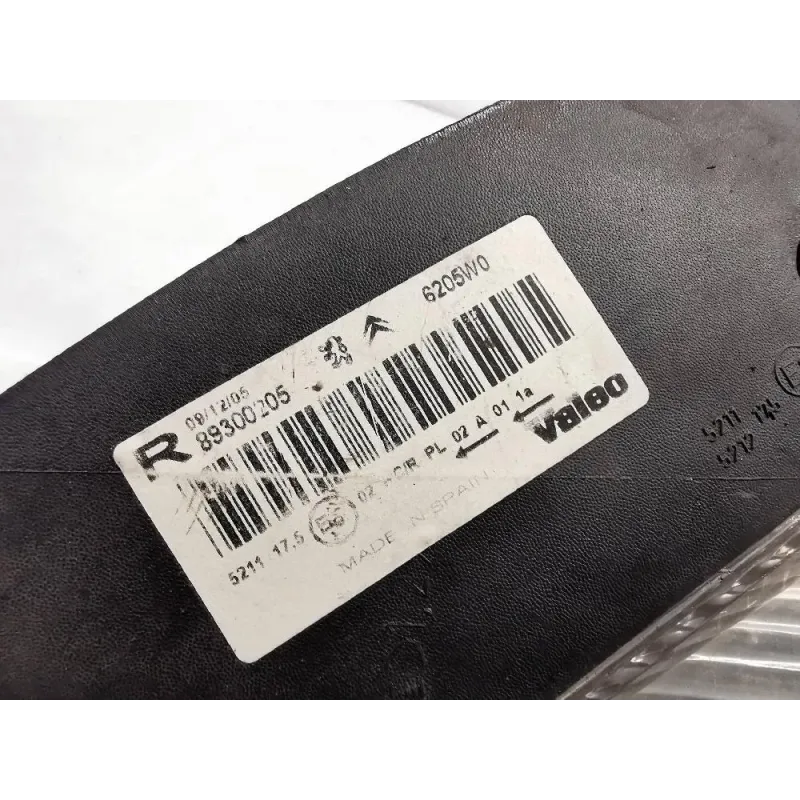 6205W0
09/12/05
R 89300205
Valeo
02 HCR PL 02 A 01 1a
5211 17,5
MADE IN SPAIN
5211
5212 145